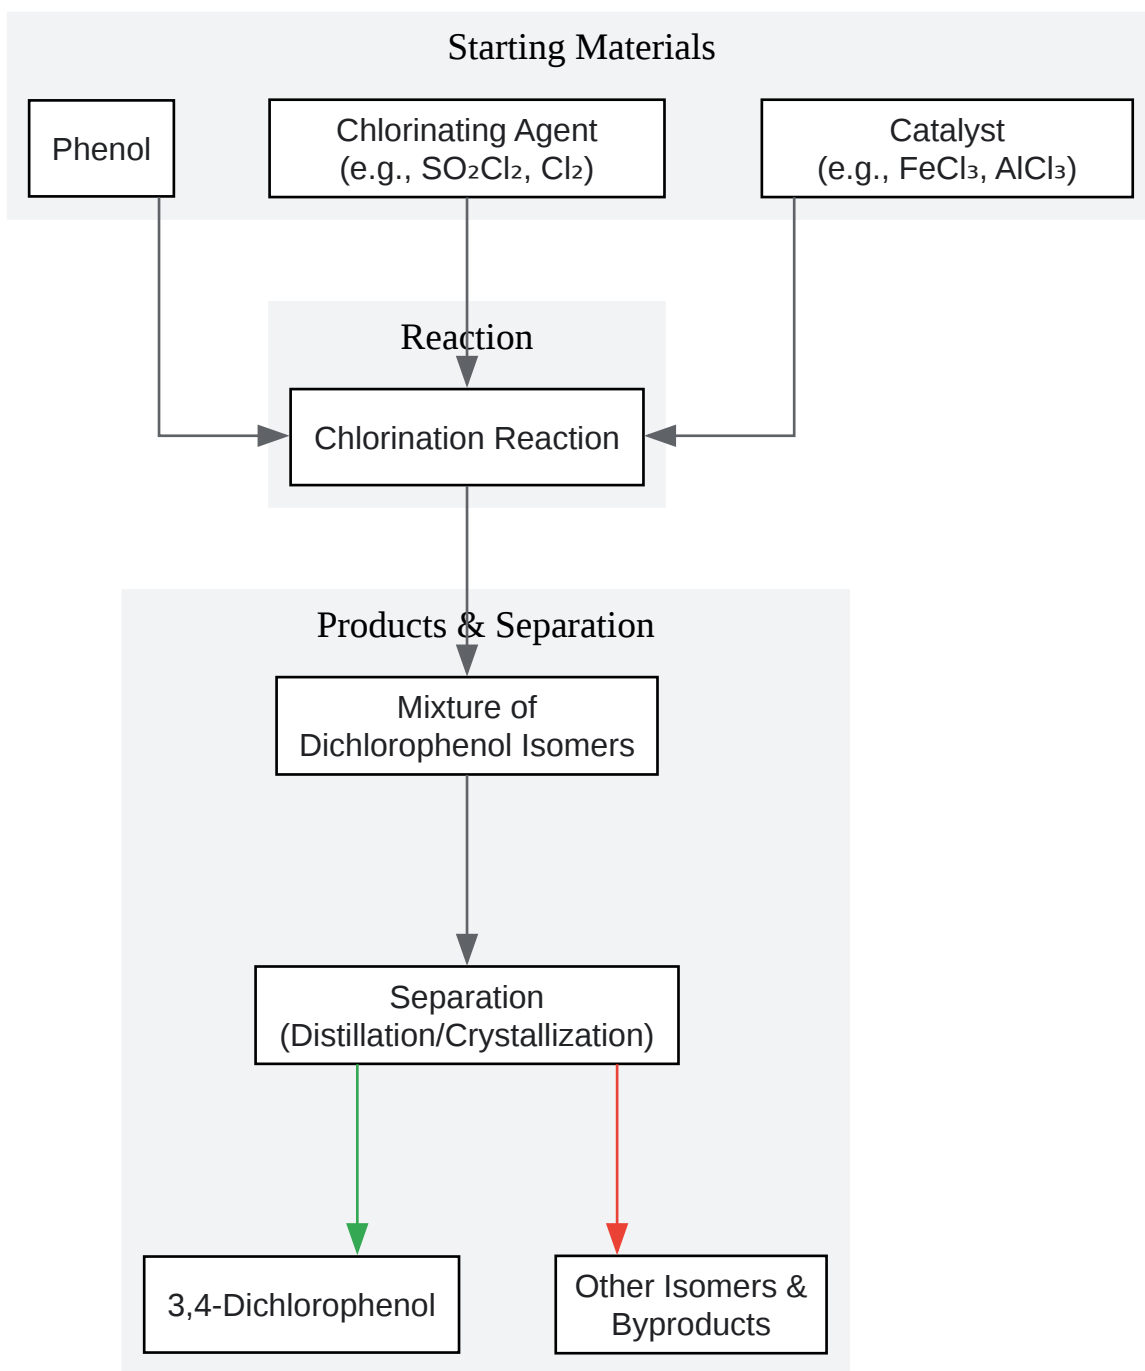 Starting Materials
Phenol
Chlorinating Agent
(e.g., SO₂Cl₂, Cl₂)
Catalyst
(e.g., FeCl₃, AlCl₃)
Reaction
Chlorination Reaction
Products & Separation
Mixture of
Dichlorophenol Isomers
Separation
(Distillation/Crystallization)
3,4-Dichlorophenol
Other Isomers &
Byproducts